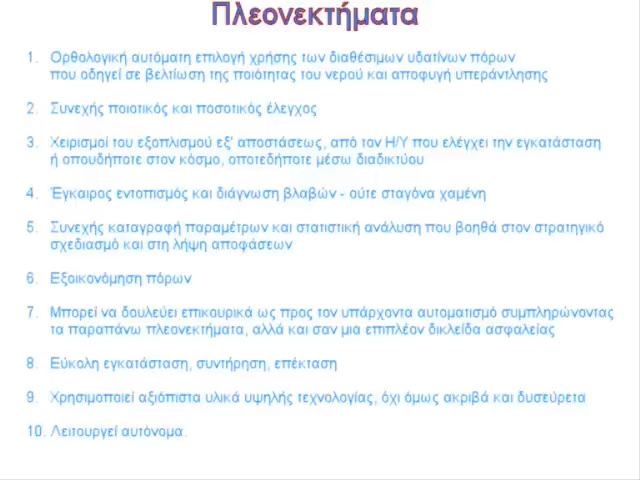 Πλεονεκτήματα
1. Ορθολογική αυτόματη επιλογή χρήσης των διαθέσιμων υδατίνων πόρων
που οδηγεί σε βελτίωση της ποιότητας του νερού και αποφυγή υπεράντλησης
2. Συνεχής ποιοτικός και ποσοτικός έλεγχος
3. Χειρισμοί του εξοπλισμού εξ' αποστάσεως, από τον Η/Υ που ελέγχει την εγκατάσταση
ή οπουδήποτε στον κόσμο, οποτεδήποτε μέσω διαδικτύου
4. Έγκαιρος εντοπισμός και διάγνωση βλαβών - ούτε σταγόνα χαμένη
5. Συνεχής καταγραφή παραμέτρων και στατιστική ανάλυση που βοηθά στον στρατηγικό
σχεδιασμό και στη λήψη αποφάσεων
6. Εξοικονόμηση πόρων
7. Μπορεί να δουλεύει επικουρικά ως προς τον υπάρχοντα αυτοματισμό συμπληρώνοντας
τα παραπάνω πλεονεκτήματα, αλλά και σαν μια επιπλέον δικλείδα ασφαλείας
8. Εύκολη εγκατάσταση, συντήρηση, επέκταση
9. Χρησιμοποιεί αξιόπιστα υλικά υψηλής τεχνολογίας, όχι όμως ακριβά και δυσεύρετα
10. Λειτουργεί αυτόνομα.